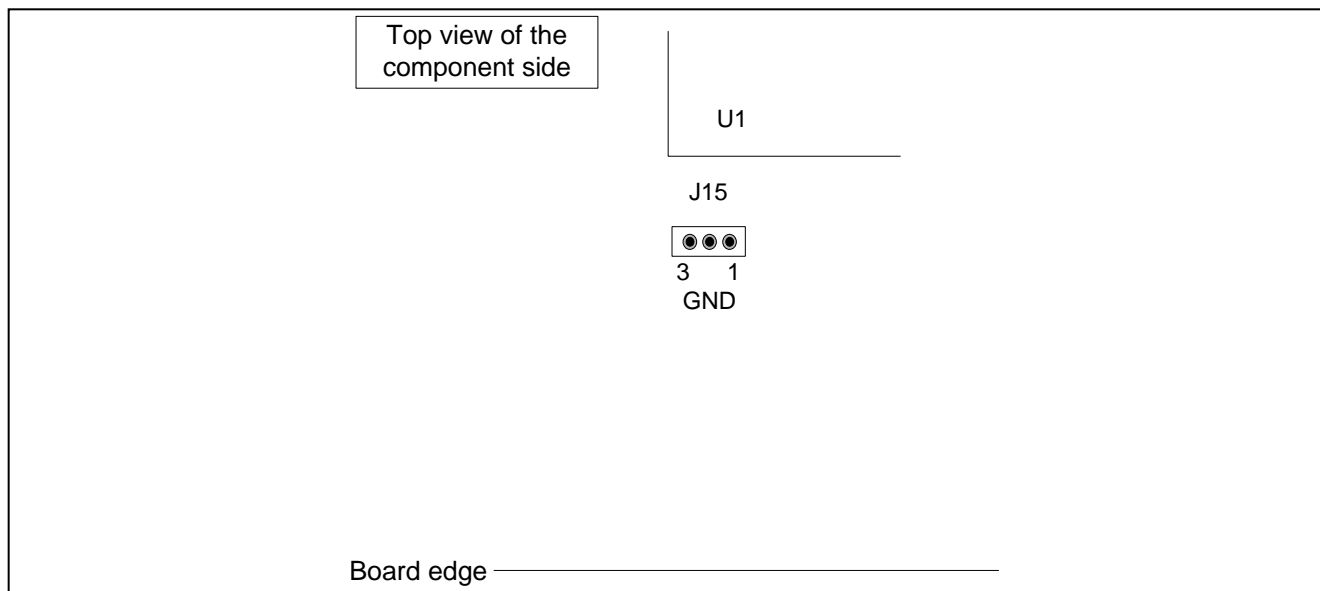 Top view of the
component side
U1
J15
3 1
GND
Board edge